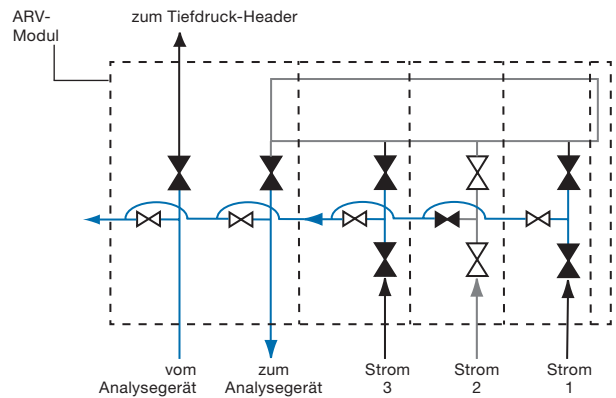 ARV-
Modul
zum Tiefdruck-Header
vom
Analysegerät
zum
Analysegerät
Strom
3
Strom
2
Strom
1